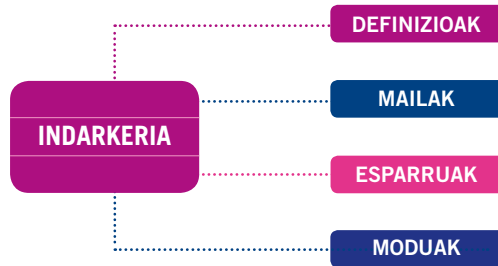 DEFINIZIOAK
MAILAK
INDARKERIA
ESPARRUAK
MODUAK